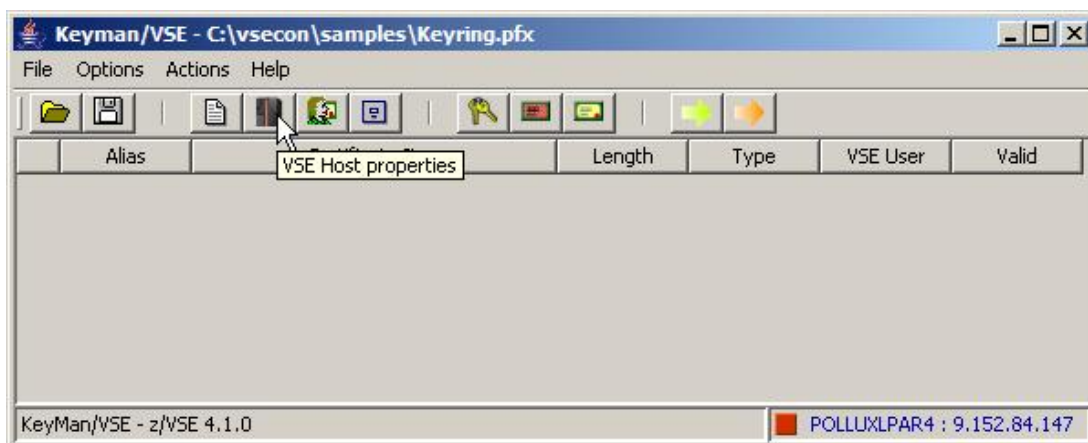 Keyman/VSE - C:\vsecon\samples\Keyring.pfx
File Options Actions Help
Alias Length Type VSE User Valid
VSE Host properties
KeyMan/VSE - z/VSE 4.1.0 POLLUXLPAR4 : 9.152.84.147